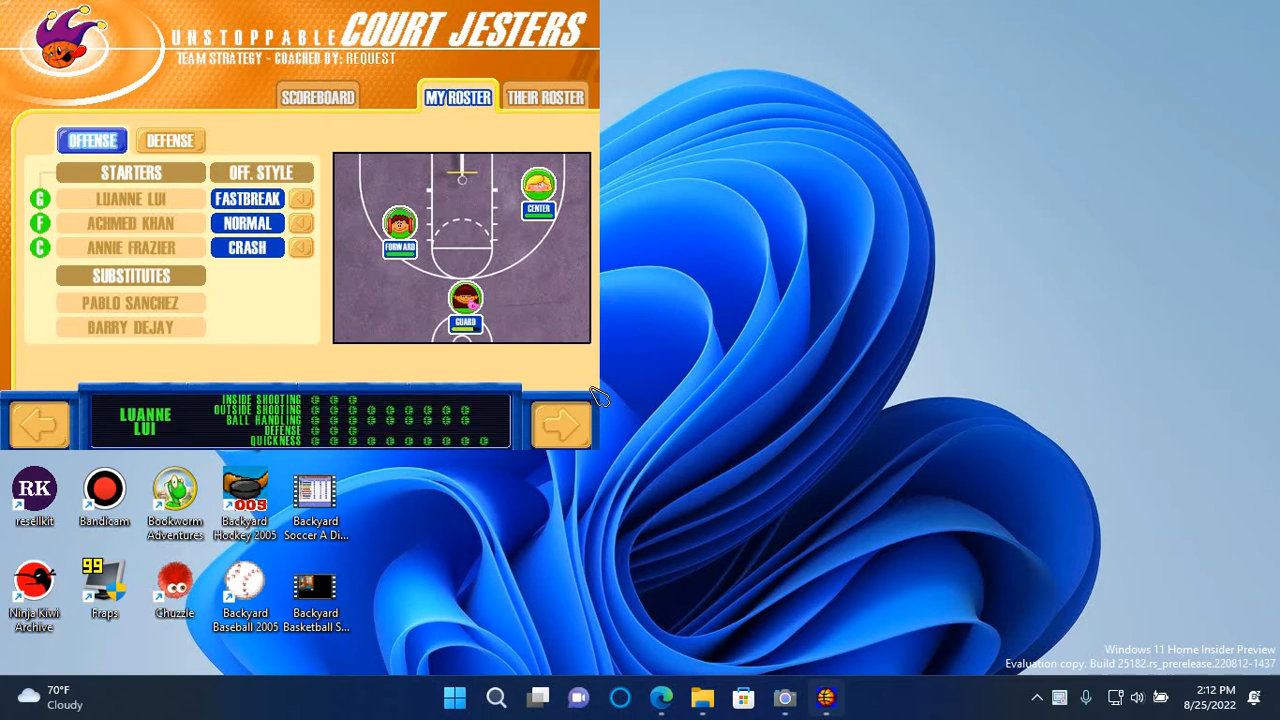 UNSTOPPABLE COURT JESTERS
TEAM STRATEGY - COACHED BY: REQUEST
SCOREBOARD
MY ROSTER
THEIR ROSTER
OFFENSE
DEFENSE
STARTERS
OFF. STYLE
G
LUANNE LUI
FASTBREAK
F
ACHMED KHAN
NORMAL
C
ANNIE FRAZIER
CRASH
SUBSTITUTES
PABLO SANCHEZ
BARRY DEJAY
CENTER
FORWARD
GUARD
LUANNE
LUI
INSIDE SHOOTING
OUTSIDE SHOOTING
BALL HANDLING
DEFENSE
QUICKNESS
RK
resellkit
Bandicam
Bookworm
Adventures
005
Backyard
Hockey 2005
Backyard
Soccer A Di...
Ninja Kiwi
Archive
99
Fraps
Chuzzle
Backyard
Baseball 2005
Backyard
Basketball S...
Windows 11 Home Insider Preview
Evaluation copy. Build 25182.rs_prerelease.220812-1437
70°F
Cloudy
2:12 PM
8/25/2022